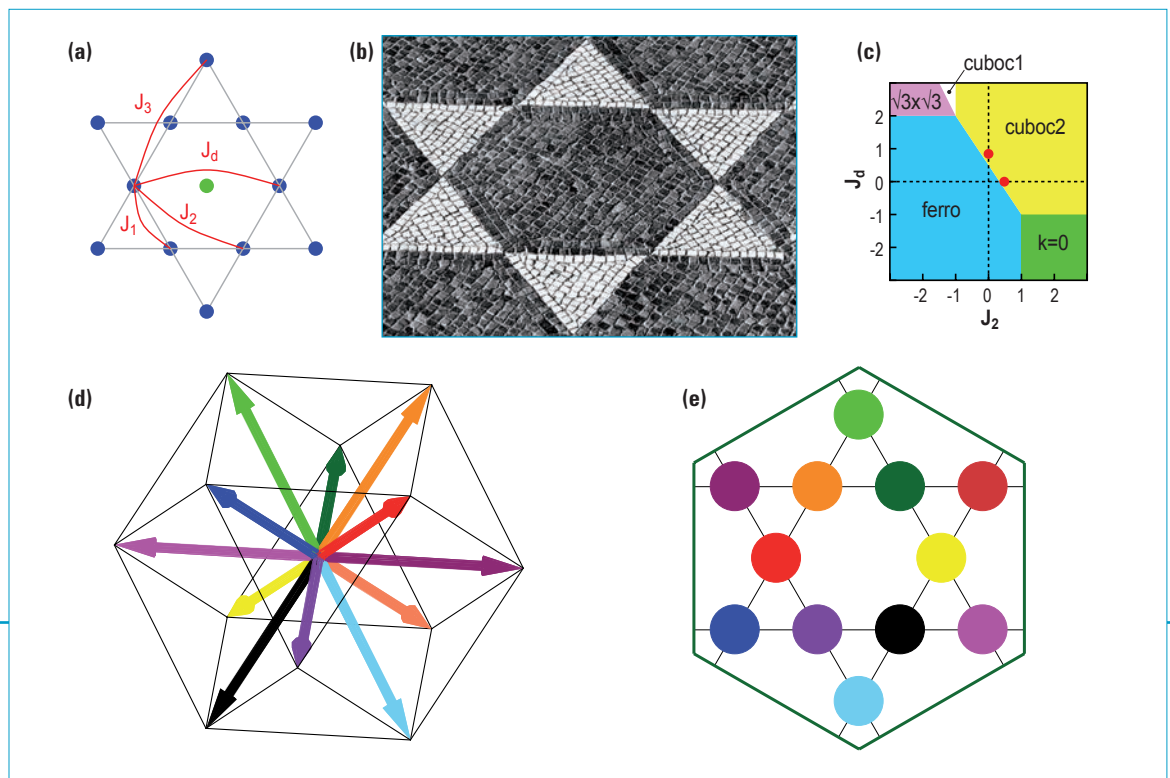 (a)
J3
Jd
J2
J1
(b)
(c)
cuboc1
√3x√3
cuboc2
ferro
k=0
2
1
0
-1
-2
Jd
-2 -1 0 1 2
J2
(d)
(e)